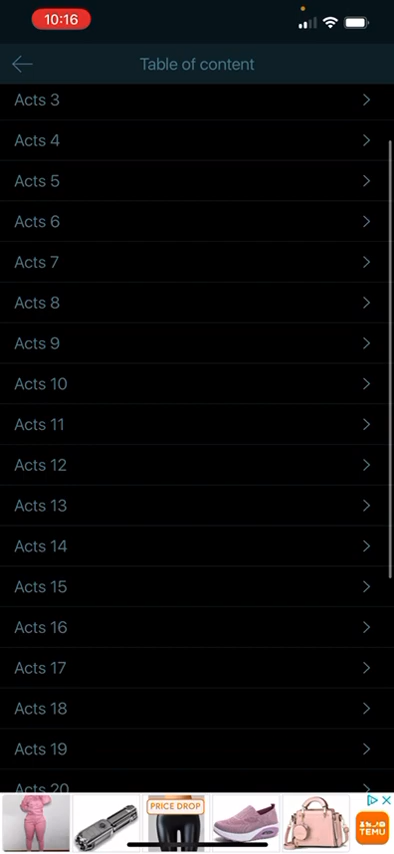 10:16
Table of content
Acts 3
Acts 4
Acts 5
Acts 6
Acts 7
Acts 8
Acts 9
Acts 10
Acts 11
Acts 12
Acts 13
Acts 14
Acts 15
Acts 16
Acts 17
Acts 18
Acts 19
Acts 20
PRICE DROP
TEMU